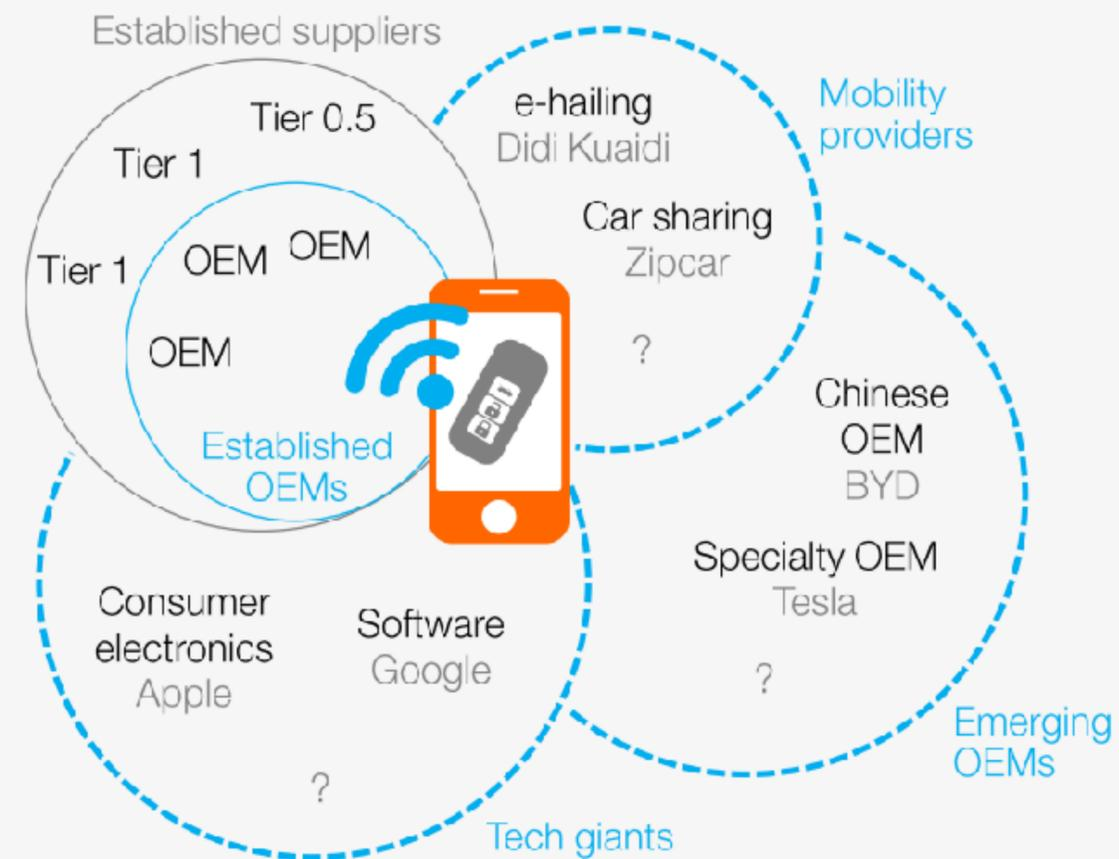 Established suppliers
Tier 0.5
Tier 1
Tier 1
OEM
OEM
OEM
Established
OEMs
e-hailing
Didi Kuaidi
Car sharing
Zipcar
?
Mobility
providers
Chinese
OEM
BYD
Specialty OEM
Tesla
?
Emerging
OEMs
Consumer
electronics
Apple
Software
Google
?
Tech giants